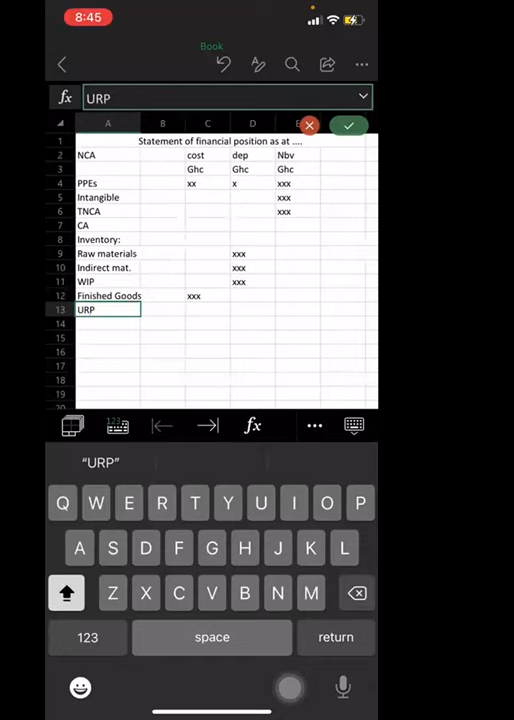 8:45
Book
fx URP
A B C D E
1 Statement of financial position as at ....
2 NCA cost dep Nbv
3 Ghc Ghc Ghc
4 PPEs xx x xxx
5 Intangible xxx
6 TNCA xxx
7 CA
8 Inventory:
9 Raw materials xxx
10 Indirect mat. xxx
11 WIP xxx
12 Finished Goods xxx
13 URP
14
15
16
17
18
19
20
123 fx
“URP”
Q W E R T Y U I O P
A S D F G H J K L
Z X C V B N M
123 space return